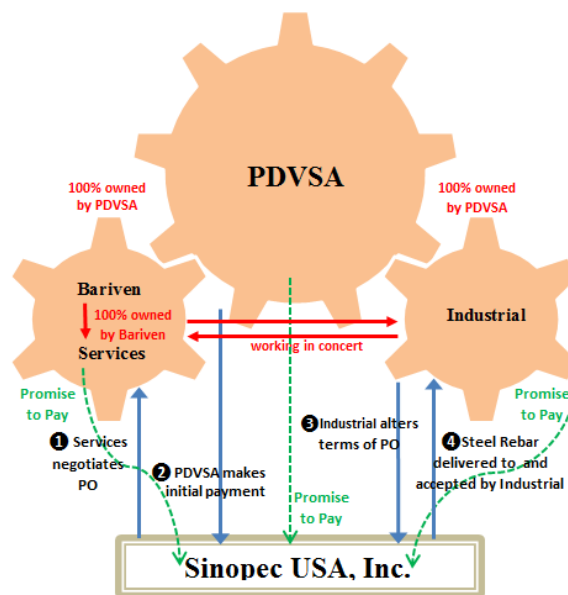 PDVSA
100% owned
by PDVSA
100% owned
by PDVSA
Bariven
100% owned
by Bariven
Services
Industrial
working in concert
Promise
to Pay
Promise
to Pay
❶ Services
negotiates
PO
❷ PDVSA makes
initial payment
❸ Industrial alters
terms of PO
❹ Steel Rebar
delivered to and
accepted by Industrial
Promise
to Pay
Sinopec USA, Inc.